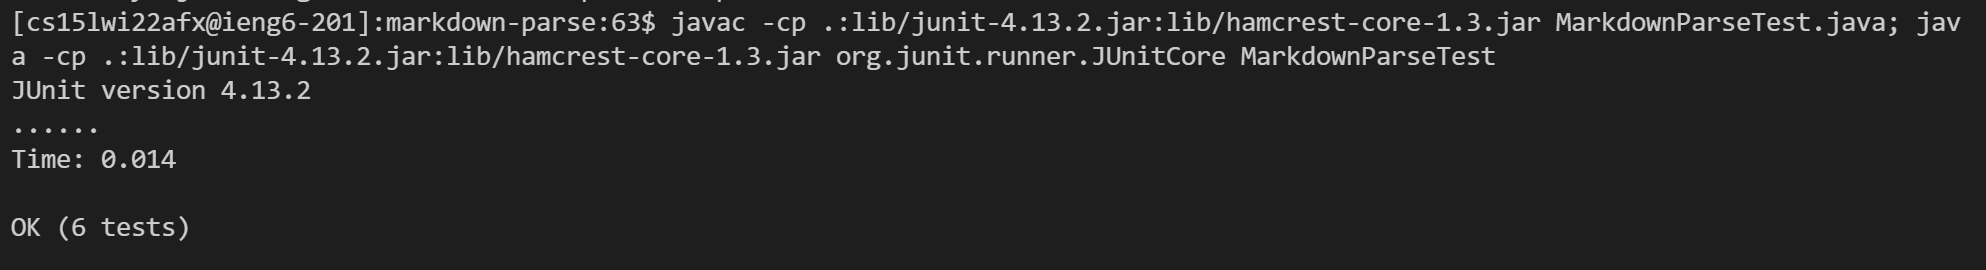 [cs15lwi22afx@ieng6-201]:markdown-parse:63$ javac -cp .:lib/junit-4.13.2.jar:lib/hamcrest-core-1.3.jar MarkdownParseTest.java; jav
a -cp .:lib/junit-4.13.2.jar:lib/hamcrest-core-1.3.jar org.junit.runner.JUnitCore MarkdownParseTest
JUnit version 4.13.2
......
Time: 0.014
OK (6 tests)